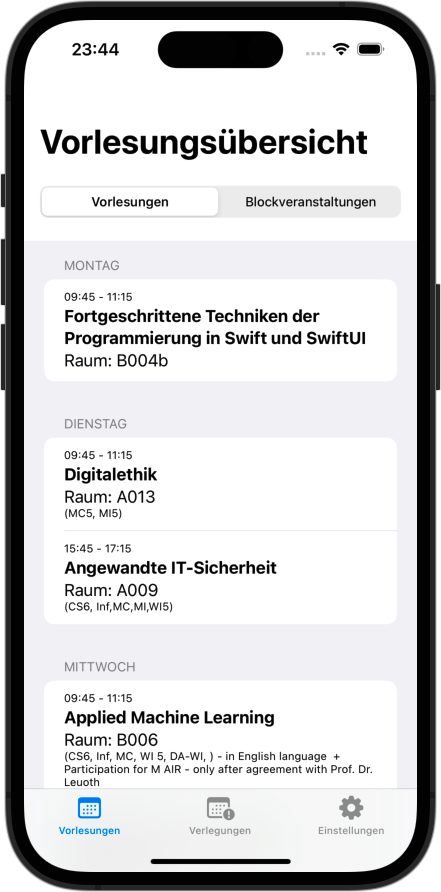 23:44
Vorlesungsübersicht
Vorlesungen
Blockveranstaltungen
MONTAG
09:45 - 11:15
Fortgeschrittene Techniken der
Programmierung in Swift und SwiftUI
Raum: B004b
DIENSTAG
09:45 - 11:15
Digitalethik
Raum: A013
(MC5, MI5)
15:45 - 17:15
Angewandte IT-Sicherheit
Raum: A009
(CS6, Inf,MC,MI,WI5)
MITTWOCH
09:45 - 11:15
Applied Machine Learning
Raum: B006
(CS6, Inf, MC, WI 5, DA-WI, ) - in English language +
Participation for M AIR - only after agreement with Prof. Dr.
Leuoth
Vorlesungen
Verlegungen
Einstellungen